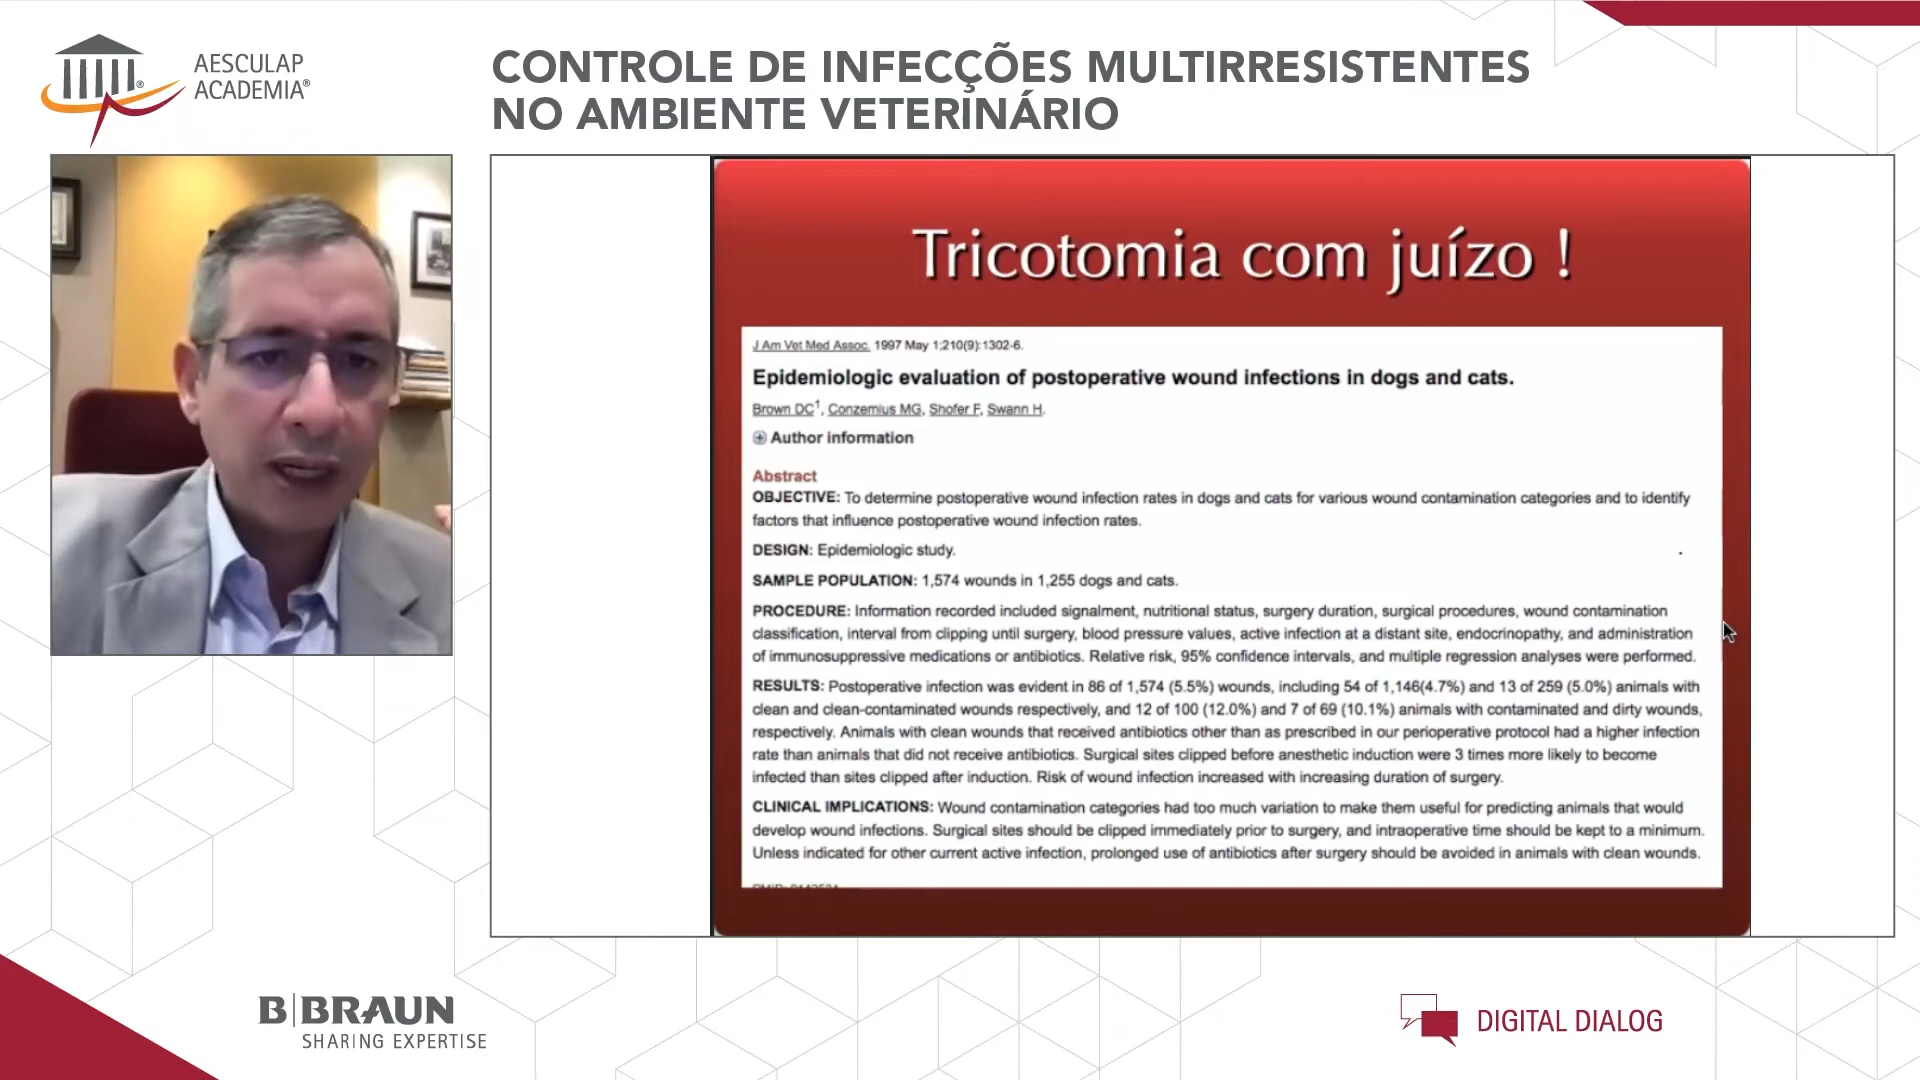 AESCULAP
ACADEMIA®
CONTROLE DE INFECÇÕES MULTIRRESISTENTES
NO AMBIENTE VETERINÁRIO
Tricotomia com juízo !
J Am Vet Med Assoc. 1997 May 1;210(9):1302-6.
Epidemiologic evaluation of postoperative wound infections in dogs and cats.
Brown DC1, Conzemius MG, Shofer F, Swann H.
Author information
Abstract
OBJECTIVE: To determine postoperative wound infection rates in dogs and cats for various wound contamination categories and to identify
factors that influence postoperative wound infection rates.
DESIGN: Epidemiologic study.
SAMPLE POPULATION: 1,574 wounds in 1,255 dogs and cats.
PROCEDURE: Information recorded included signalment, nutritional status, surgery duration, surgical procedures, wound contamination
classification, interval from clipping until surgery, blood pressure values, active infection at a distant site, endocrinopathy, and administration
of immunosuppressive medications or antibiotics. Relative risk, 95% confidence intervals, and multiple regression analyses were performed.
RESULTS: Postoperative infection was evident in 86 of 1,574 (5.5%) wounds, including 54 of 1,146(4.7%) and 13 of 259 (5.0%) animals with
clean and clean-contaminated wounds respectively, and 12 of 100 (12.0%) and 7 of 69 (10.1%) animals with contaminated and dirty wounds,
respectively. Animals with clean wounds that received antibiotics other than as prescribed in our perioperative protocol had a higher infection
rate than animals that did not receive antibiotics. Surgical sites clipped before anesthetic induction were 3 times more likely to become
infected than sites clipped after induction. Risk of wound infection increased with increasing duration of surgery.
CLINICAL IMPLICATIONS: Wound contamination categories had too much variation to make them useful for predicting animals that would
develop wound infections. Surgical sites should be clipped immediately prior to surgery, and intraoperative time should be kept to a minimum.
Unless indicated for other current active infection, prolonged use of antibiotics after surgery should be avoided in animals with clean wounds.
B|BRAUN
SHARING EXPERTISE
DIGITAL DIALOG